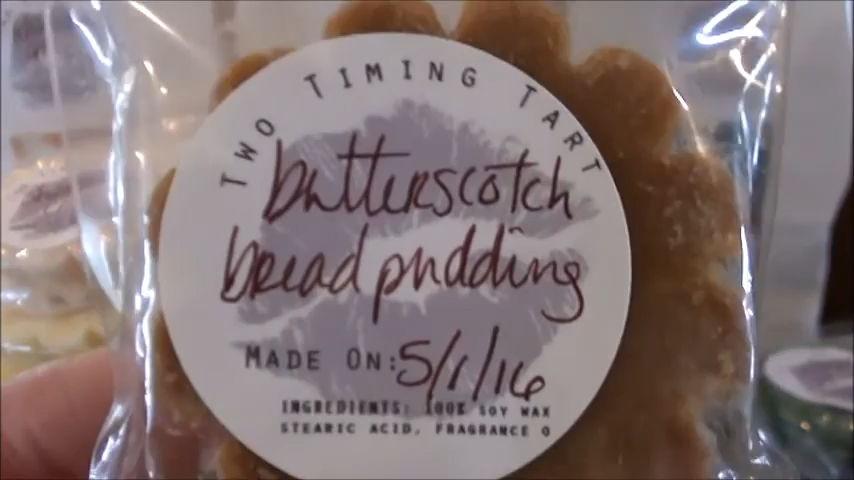 TWO TIMING TART
butterscotch
bread pudding
MADE ON: 5/1/16
INGREDIENTS: 100% SOY WAX
STEARIC ACID, FRAGRANCE O